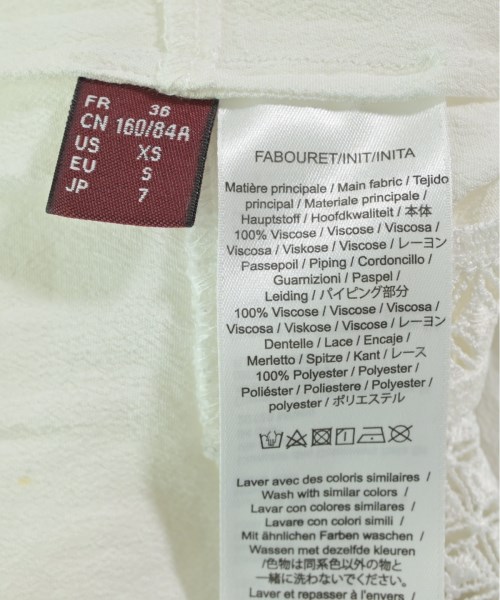 FR 36
CN 160/84A
US XS
EU S
JP 7
FABOURET/INIT/INITA
Matière principale / Main fabric / Tejido
principal / Materiale principale /
Hauptstoff / Hoofdkwaliteit / 本体
100% Viscose / Viscose / Viscosa /
Viscosa / Viskose / Viscose / レーヨン
Passepoil / Piping / Cordoncillo /
Guarnizioni / Paspel /
Leiding / パイピング部分
100% Viscose / Viscose / Viscosa /
Viscosa / Viskose / Viscose / レーヨン
Dentelle / Lace / Encaje /
Merletto / Spitze / Kant / レース
100% Polyester / Polyester /
Poliéster / Poliestere / Polyester /
polyester / ポリエステル
Laver avec des coloris similaires /
Wash with similar colors /
Lavar con colores similares /
Lavare con colori simili /
Mit ähnlichen Farben waschen /
Wassen met dezelfde kleuren
/色物は同系色以外の物と
一緒に洗わないでください。
Laver et repasser à l'envers /